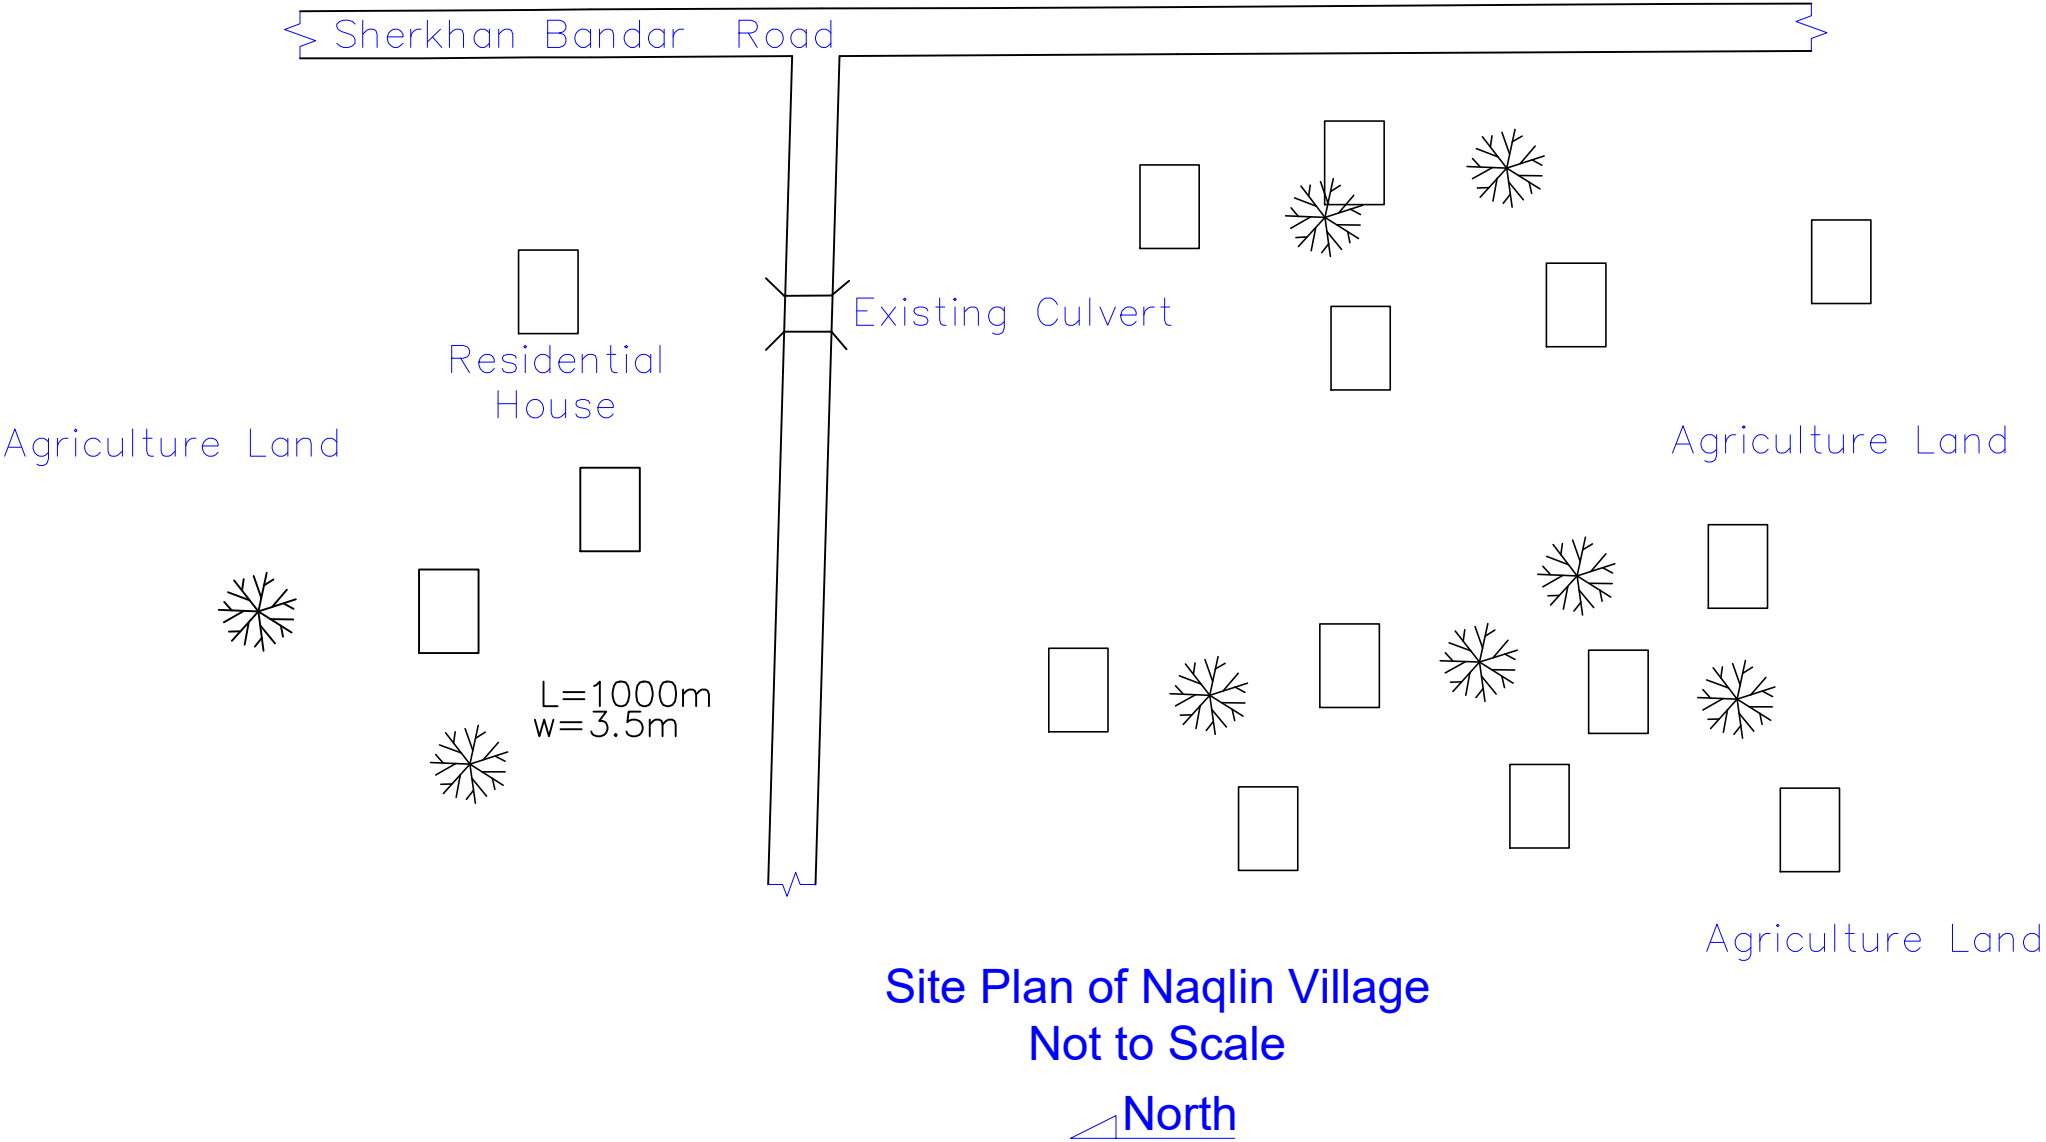 Sherkhan Bandar Road
Existing Culvert
Residential
House
Agriculture Land
Agriculture Land
L=1000m
w=3.5m
Agriculture Land
Site Plan of Naqlin Village
Not to Scale
North